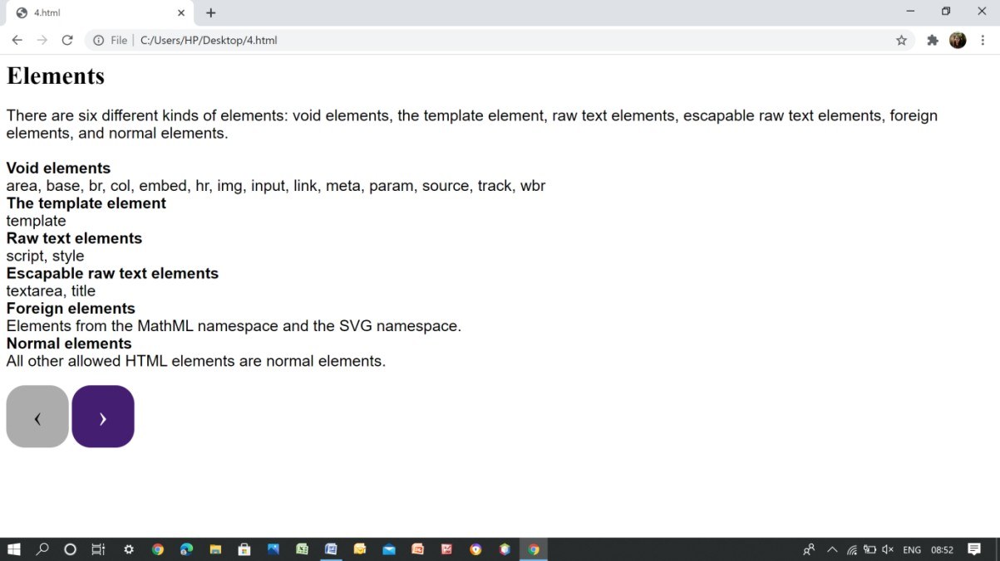 4.html
File
C:/Users/HP/Desktop/4.html
Elements
There are six different kinds of elements: void elements, the template element, raw text elements, escapable raw text elements, foreign
elements, and normal elements.
Void elements
area, base, br, col, embed, hr, img, input, link, meta, param, source, track, wbr
The template element
template
Raw text elements
script, style
Escapable raw text elements
textarea, title
Foreign elements
Elements from the MathML namespace and the SVG namespace.
Normal elements
All other allowed HTML elements are normal elements.
‹ ›
ENG 08:52